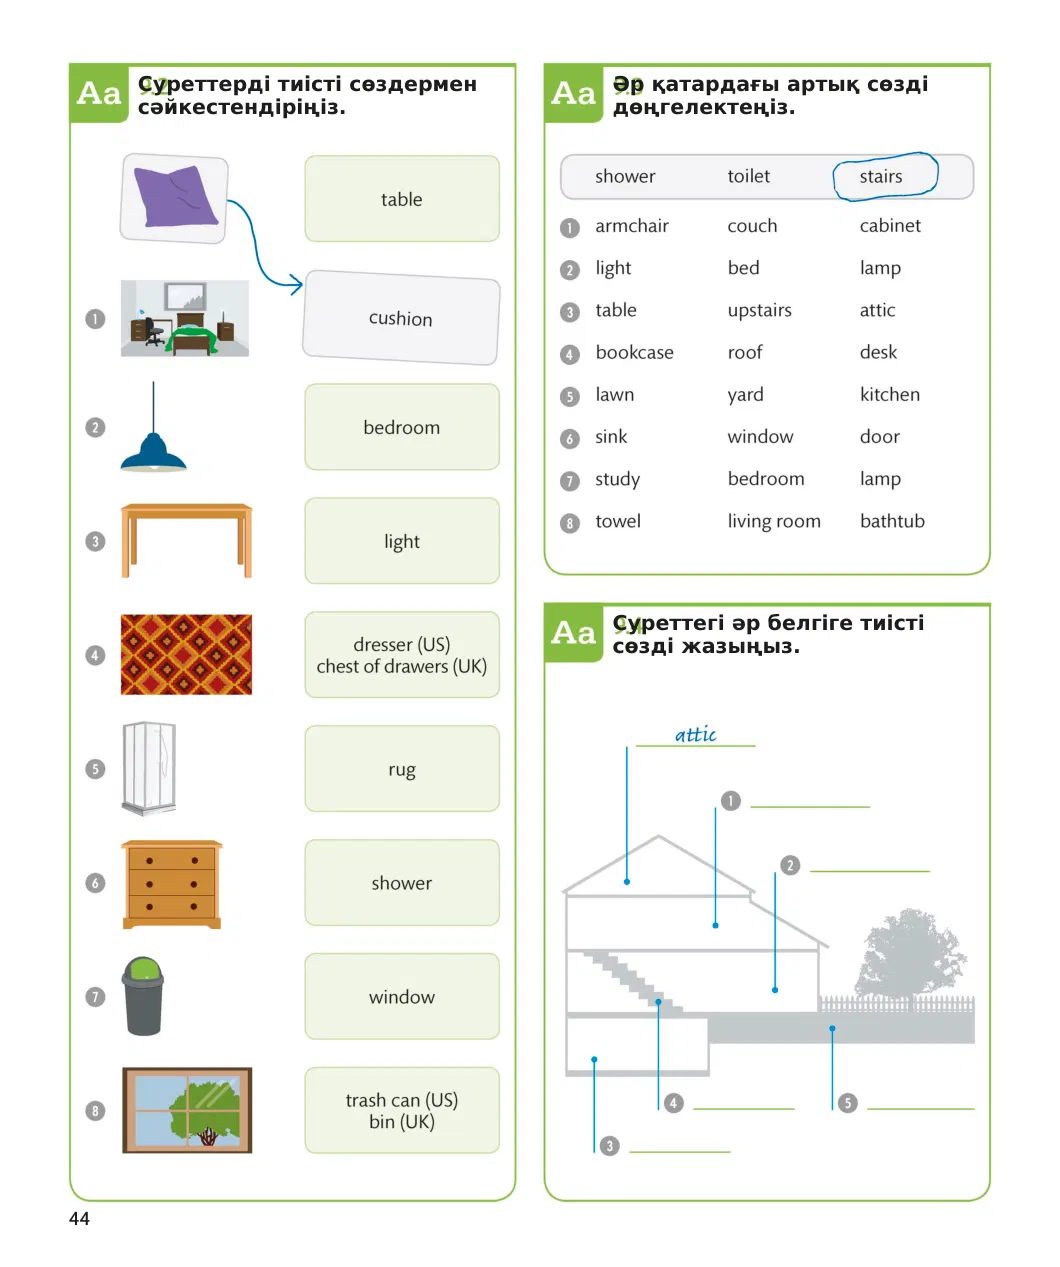 Aa Суреттерді тиісті сөздермен
сәйкестендіріңіз.
table
cushion
1
2
bedroom
3
light
4
dresser (US)
chest of drawers (UK)
5
rug
6
shower
7
window
8
trash can (US)
bin (UK)
Aa Әр қатардағы артық сөзді
дөңгелектеңіз.
shower toilet stairs
1 armchair couch cabinet
2 light bed lamp
3 table upstairs attic
4 bookcase roof desk
5 lawn yard kitchen
6 sink window door
7 study bedroom lamp
8 towel living room bathtub
Aa Суреттегі әр белгіге тиісті
сөзді жазыңыз.
attic
1
2
4 5
3
44